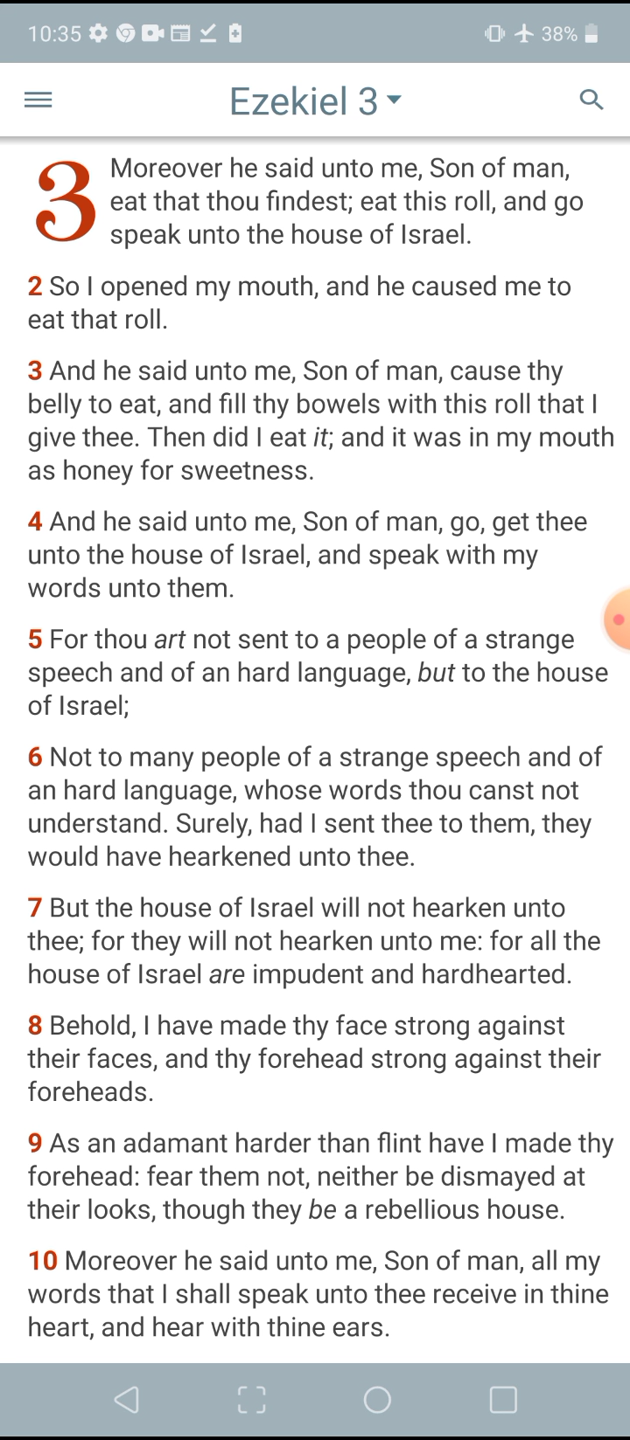 10:35
38%
Ezekiel 3
3 Moreover he said unto me, Son of man,
eat that thou findest; eat this roll, and go
speak unto the house of Israel.
2 So I opened my mouth, and he caused me to
eat that roll.
3 And he said unto me, Son of man, cause thy
belly to eat, and fill thy bowels with this roll that I
give thee. Then did I eat it; and it was in my mouth
as honey for sweetness.
4 And he said unto me, Son of man, go, get thee
unto the house of Israel, and speak with my
words unto them.
5 For thou art not sent to a people of a strange
speech and of an hard language, but to the house
of Israel;
6 Not to many people of a strange speech and of
an hard language, whose words thou canst not
understand. Surely, had I sent thee to them, they
would have hearkened unto thee.
7 But the house of Israel will not hearken unto
thee; for they will not hearken unto me: for all the
house of Israel are impudent and hardhearted.
8 Behold, I have made thy face strong against
their faces, and thy forehead strong against their
foreheads.
9 As an adamant harder than flint have I made thy
forehead: fear them not, neither be dismayed at
their looks, though they be a rebellious house.
10 Moreover he said unto me, Son of man, all my
words that I shall speak unto thee receive in thine
heart, and hear with thine ears.